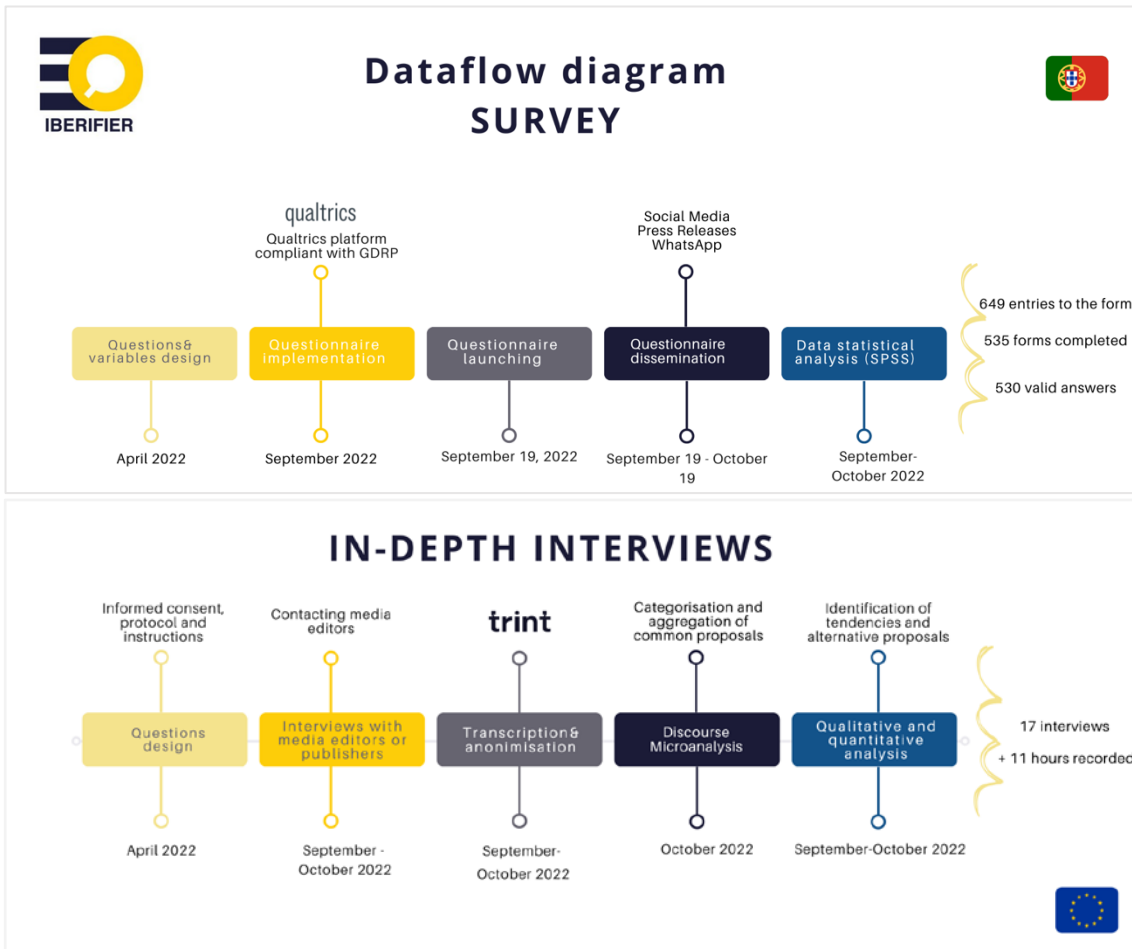 IBERIFIER
Dataflow diagram
SURVEY
qualtrics
Qualtrics platform
compliant with GDRP
Social Media
Press Releases
WhatsApp
Questions&
variables design
Questionnaire
implementation
Questionnaire
launching
Questionnaire
dissemination
Data statistical
analysis (SPSS)
649 entries to the form
535 forms completed
530 valid answers
April 2022
September 2022
September 19, 2022
September 19 - October
19
September-
October 2022
IN-DEPTH INTERVIEWS
Informed consent,
protocol and
instructions
Contacting media
editors
trint
Categorisation and
aggregation of
common proposals
Identification of
tendencies and
alternative proposals
Questions
design
Interviews with
media editors or
publishers
Transcription&
anonimisation
Discourse
Microanalysis
Qualitative and
quantitative
analysis
17 interviews
+ 11 hours recorded
April 2022
September -
October 2022
September-
October 2022
October 2022
September-October 2022